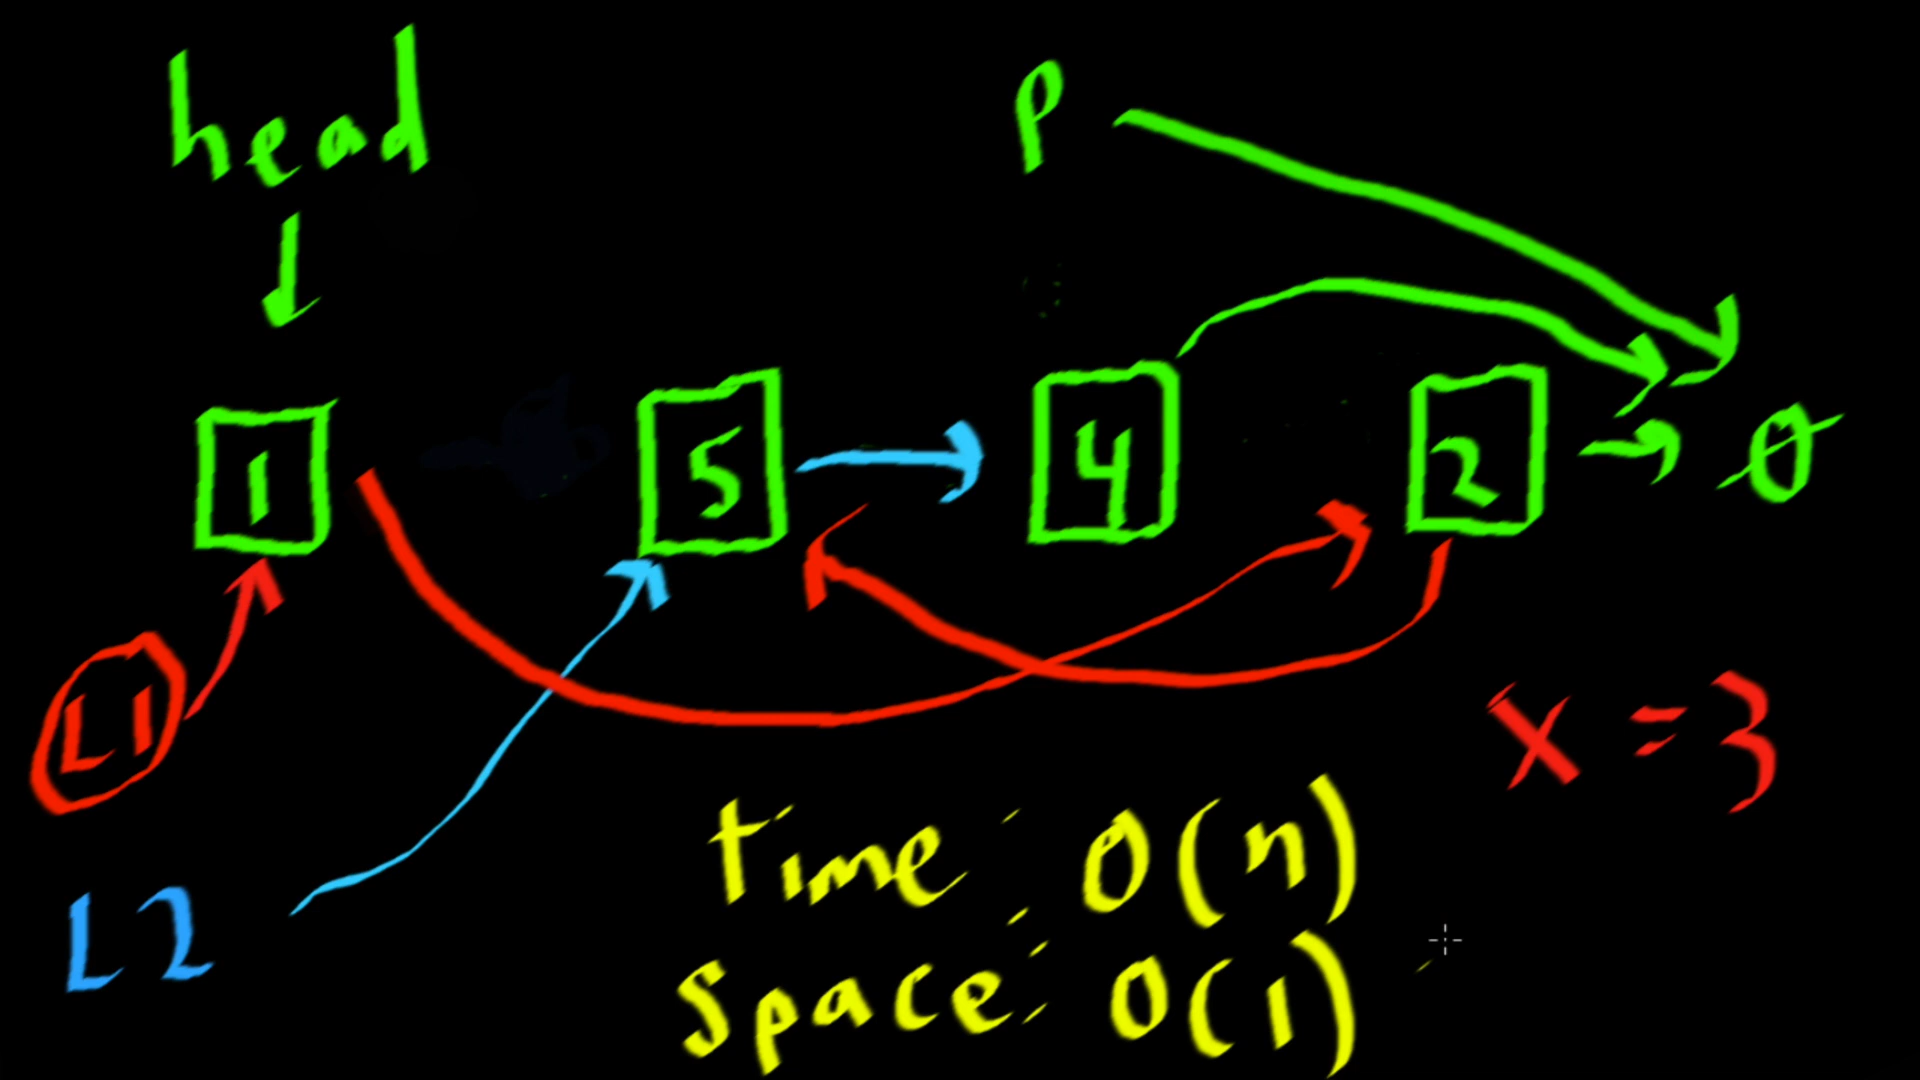 head
P
1 5 4 2 Ø
L1
X = 3
L2
time: O(n)
space: O(1)